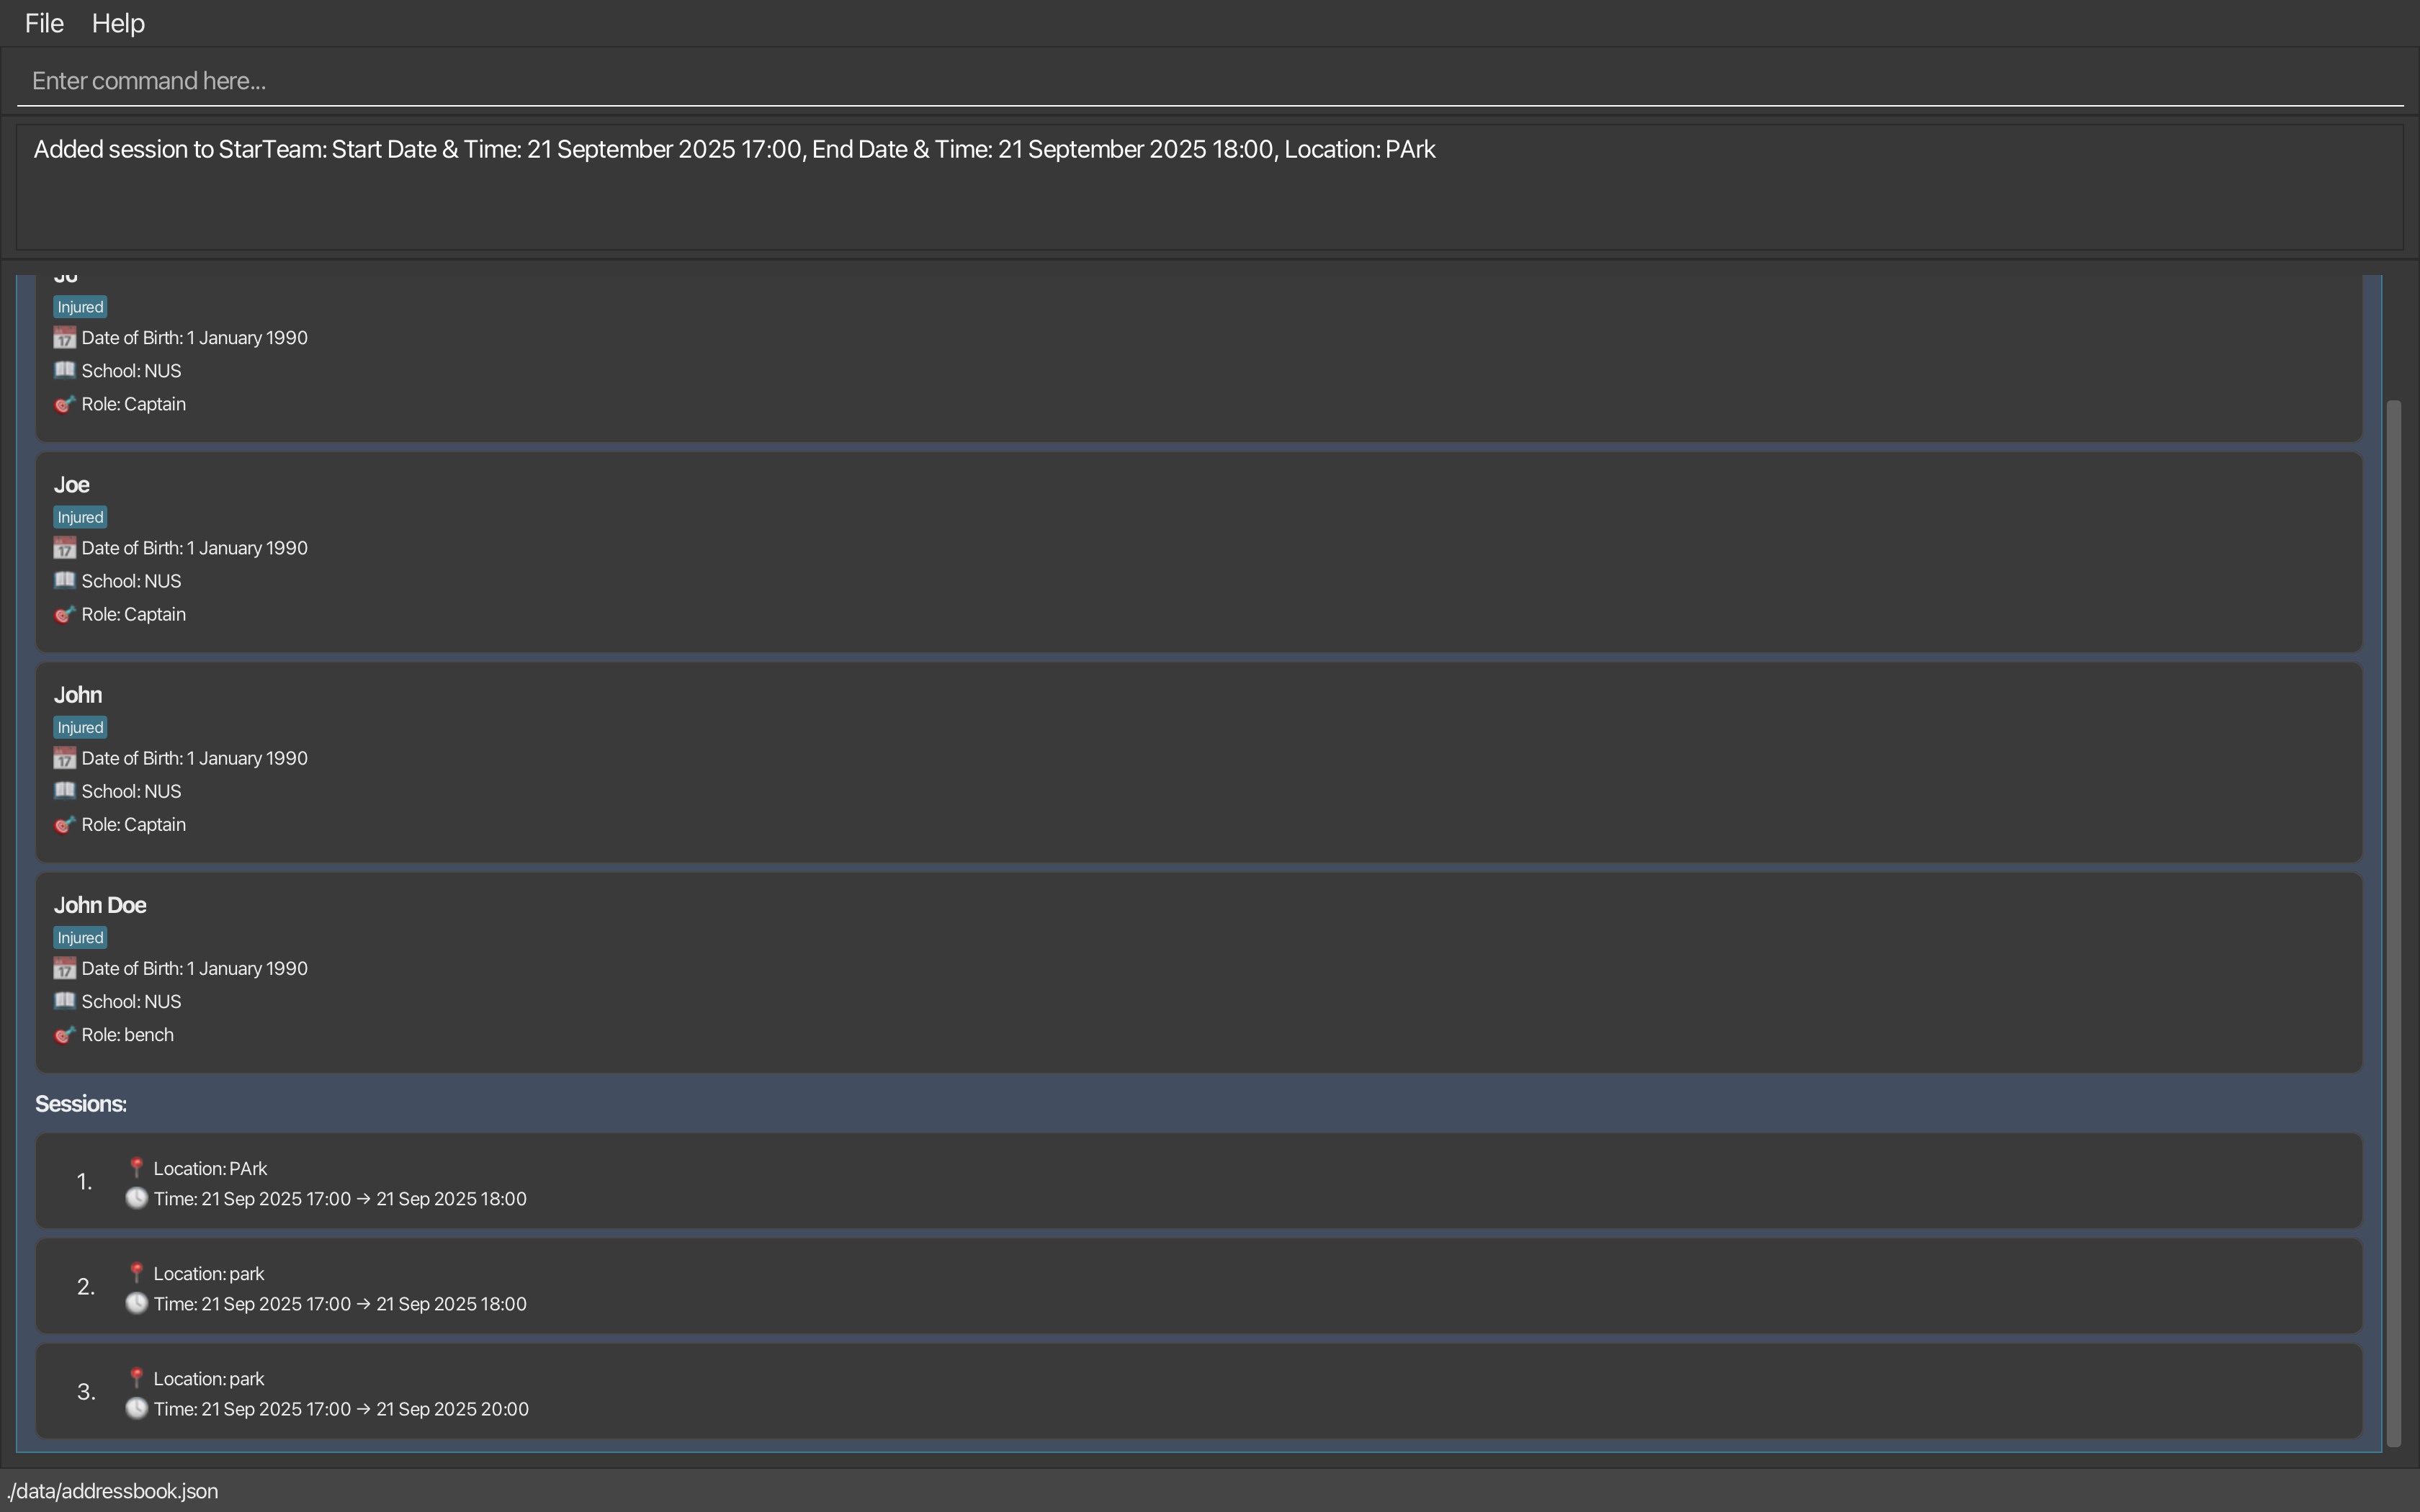 File Help
Enter command here...
Added session to StarTeam: Start Date & Time: 21 September 2025 17:00, End Date & Time: 21 September 2025 18:00, Location: PArk
Injured
17 Date of Birth: 1 January 1990
School: NUS
Role: Captain
Joe
Injured
17 Date of Birth: 1 January 1990
School: NUS
Role: Captain
John
Injured
17 Date of Birth: 1 January 1990
School: NUS
Role: Captain
John Doe
Injured
17 Date of Birth: 1 January 1990
School: NUS
Role: bench
Sessions:
1.
Location: PArk
Time: 21 Sep 2025 17:00 → 21 Sep 2025 18:00
2.
Location: park
Time: 21 Sep 2025 17:00 → 21 Sep 2025 18:00
3.
Location: park
Time: 21 Sep 2025 17:00 → 21 Sep 2025 20:00
./data/addressbook.json